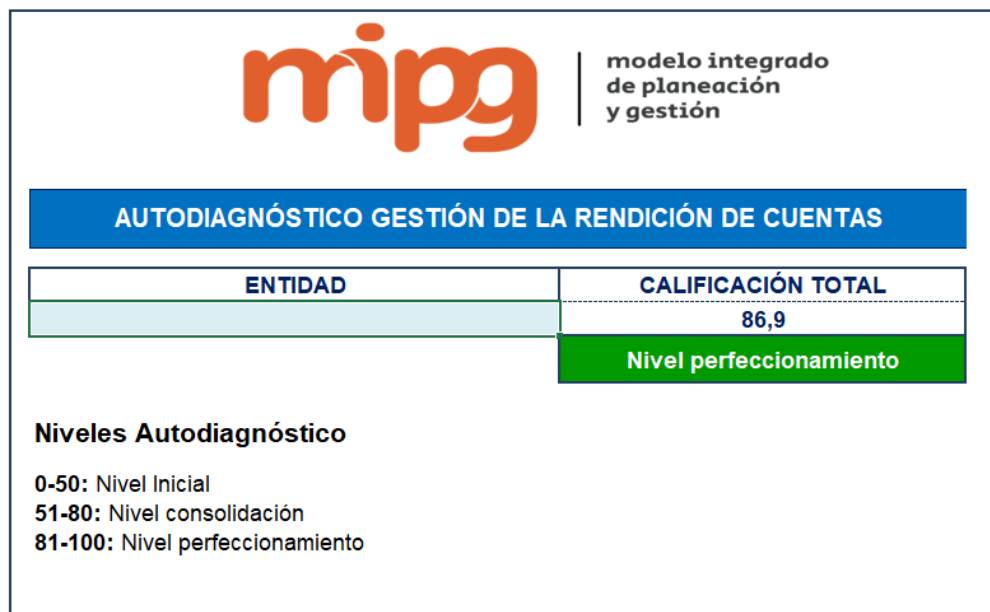 mipg
modelo integrado
de planeación
y gestión
AUTODIAGNÓSTICO GESTIÓN DE LA RENDICIÓN DE CUENTAS
ENTIDAD
CALIFICACIÓN TOTAL
86,9
Nivel perfeccionamiento
Niveles Autodiagnóstico
0-50: Nivel Inicial
51-80: Nivel consolidación
81-100: Nivel perfeccionamiento